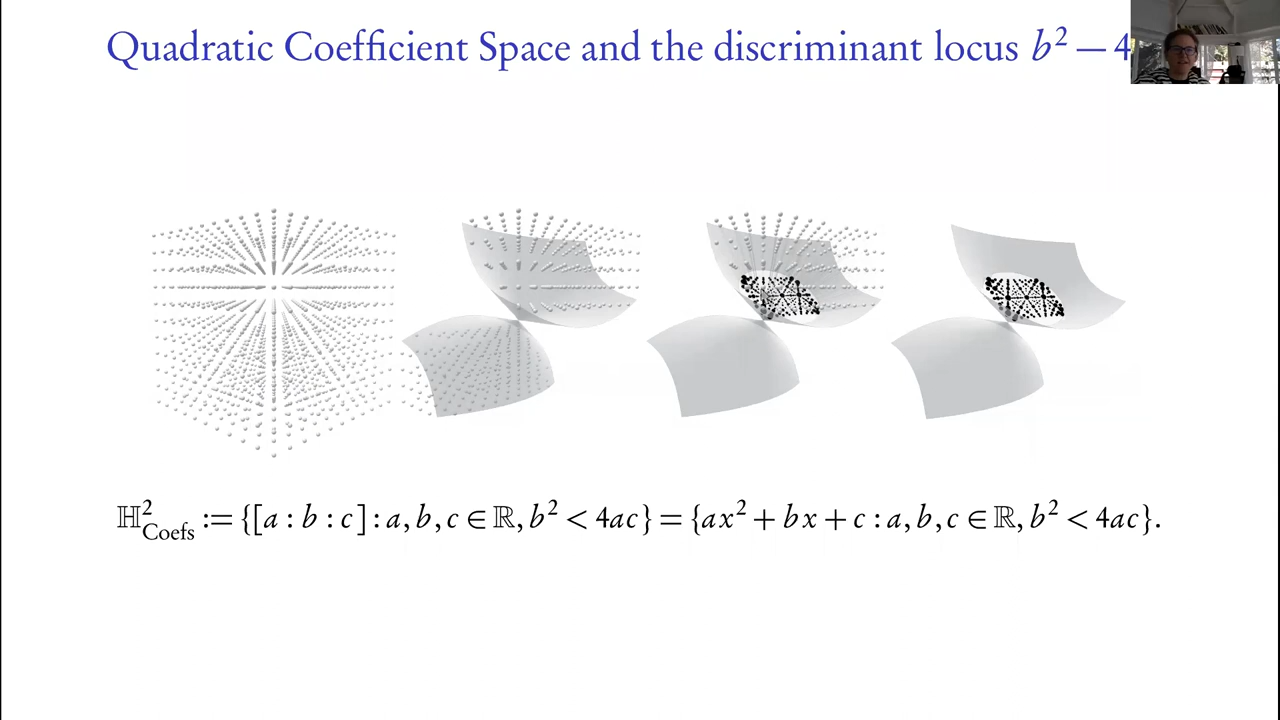 Quadratic Coefficient Space and the discriminant locus b² — 4
ℍ²_Coefs := {[a : b : c] : a, b, c ∈ ℝ, b² < 4ac} = {ax² + bx + c : a, b, c ∈ ℝ, b² < 4ac}.